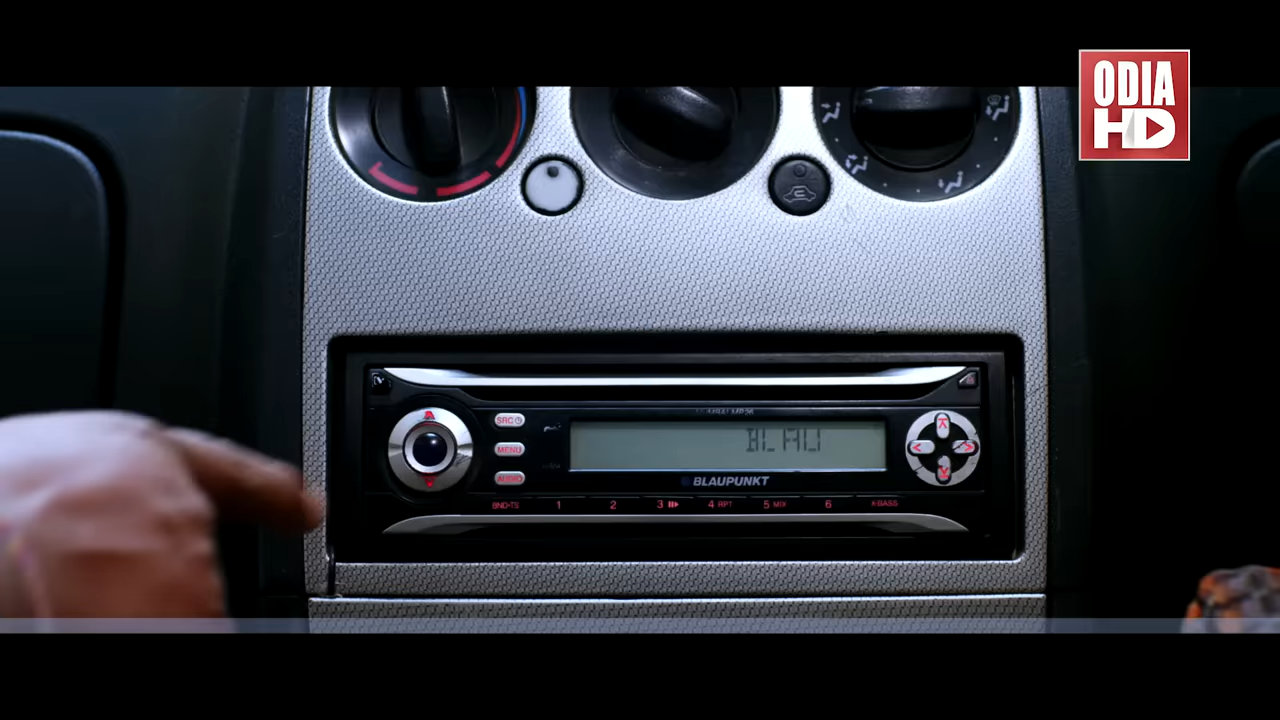 ODIA
HD
SRC
MENU
AUDIO
BLAU
BLAUPUNKT
BND•TS 1 2 3 4 RPT 5 MIX 6 X-BASS